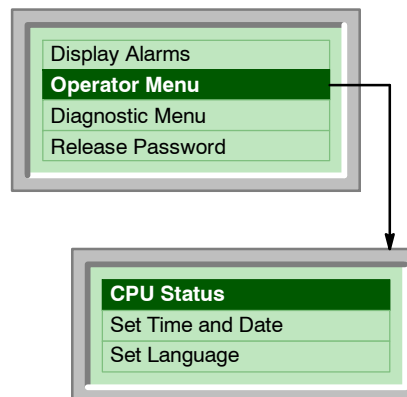 Display Alarms
Operator Menu
Diagnostic Menu
Release Password
CPU Status
Set Time and Date
Set Language